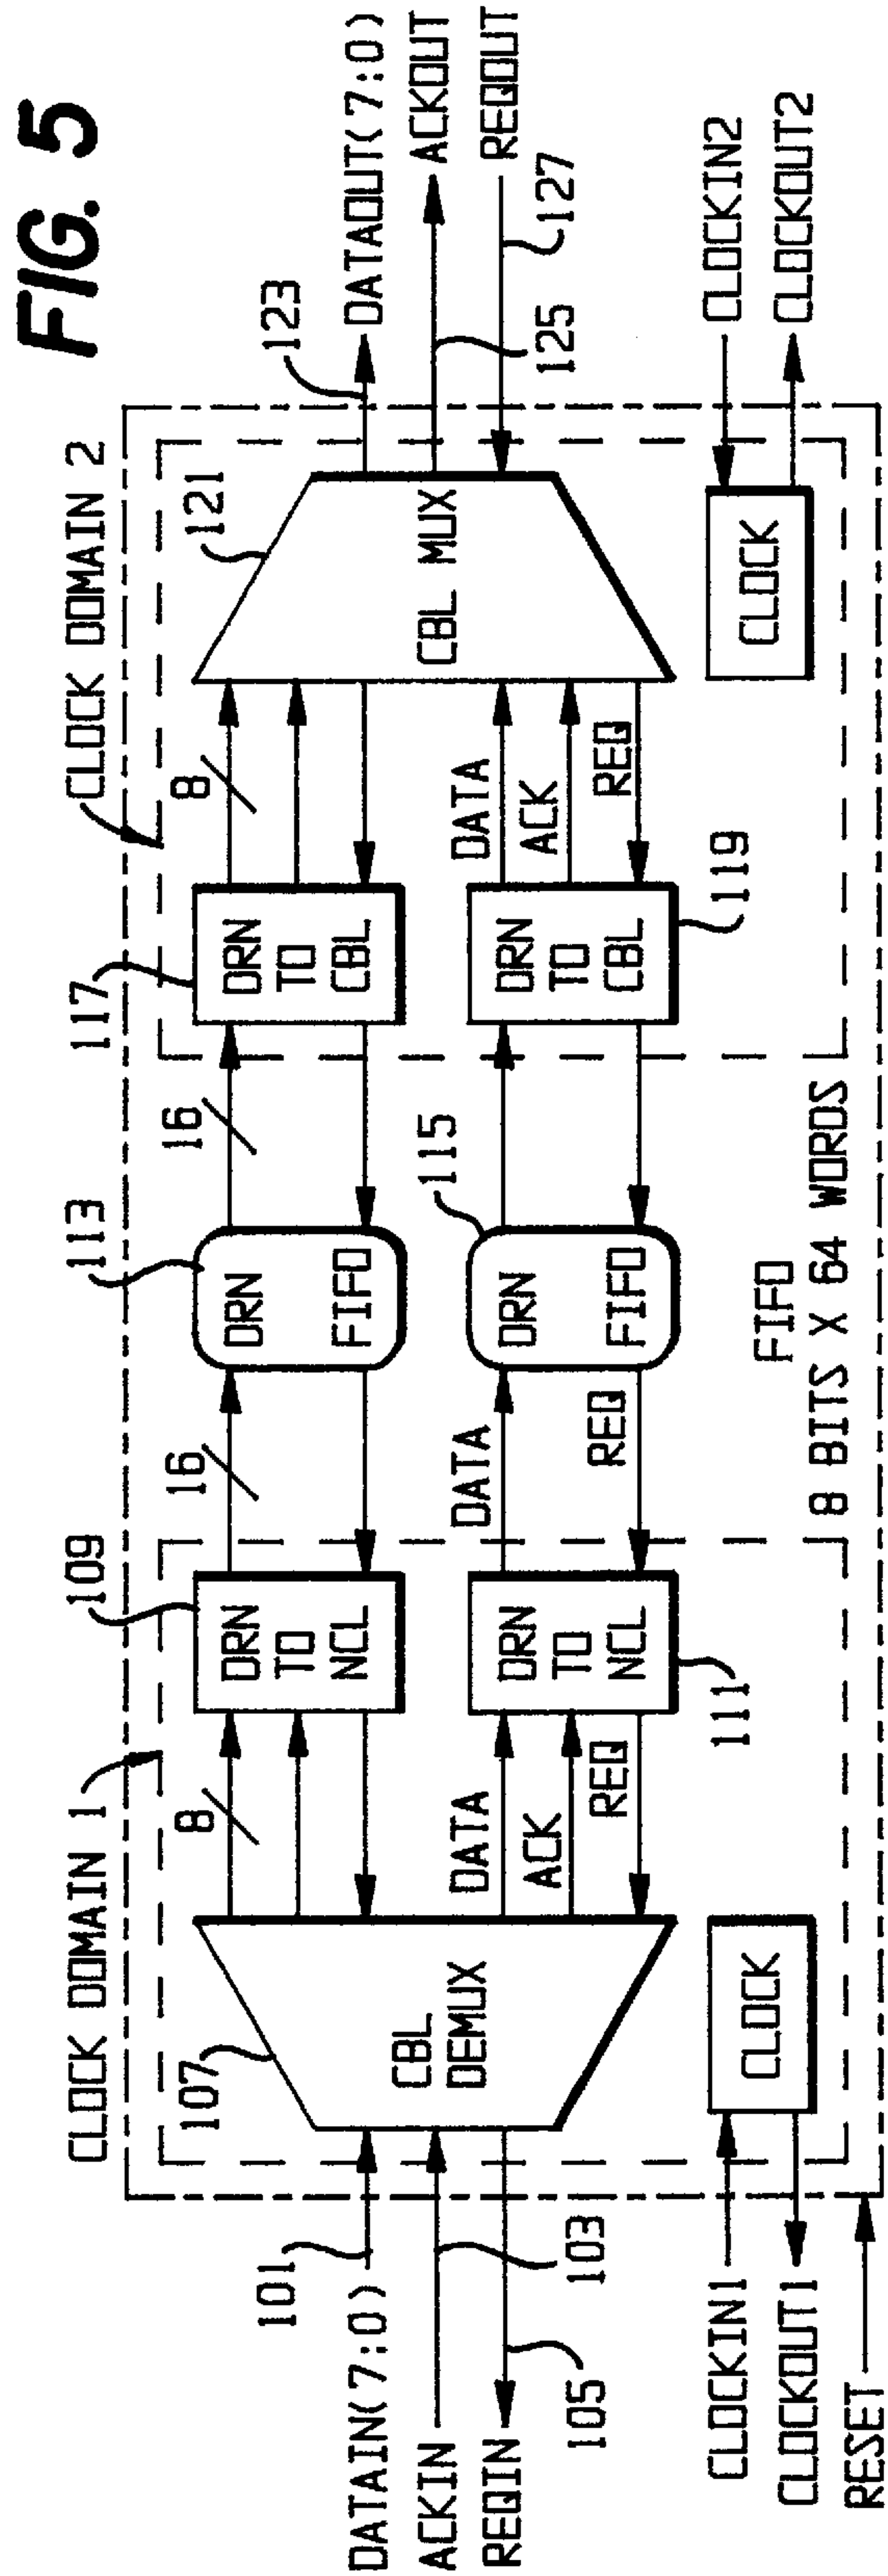 FIG. 5
CLOCK DOMAIN 1
CLOCK DOMAIN 2
101
DATAIN(7:0)
ACKIN
103
REQIN
105
107
CBL
DEMUX
8
DATA
ACK
REQ
109
DRN
TO
NCL
DRN
TO
NCL
111
16
DATA
REQ
113
DRN
FIFO
115
DRN
FIFO
16
117
DRN
TO
CBL
DRN
TO
CBL
119
8
DATA
ACK
REQ
121
CBL MUX
123
DATAOUT(7:0)
ACKOUT
125
REQOUT
127
CLOCKIN1
CLOCKOUT1
RESET
CLOCK
FIFO
8 BITS X 64 WORDS
CLOCK
CLOCKIN2
CLOCKOUT2